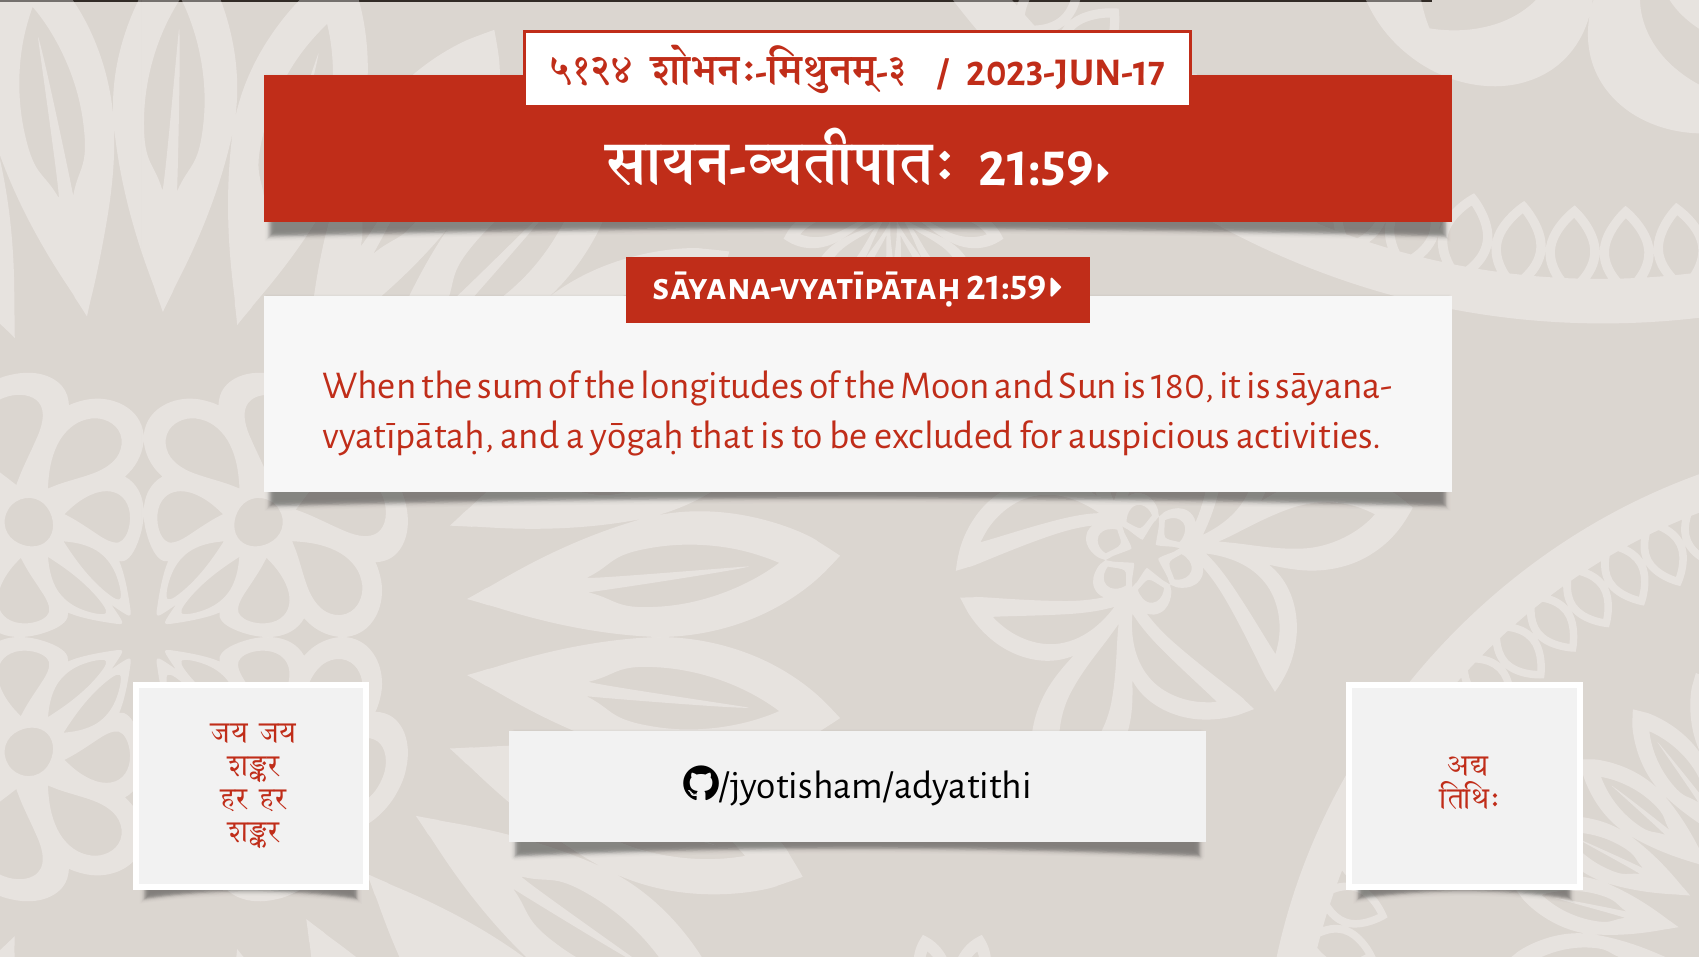 ५१२४ शोभनः-मिथुनम्-३ / 2023-JUN-17
सायन-व्यतीपातः 21:59▸
SĀYANA-VYATĪPĀTAḤ 21:59▸
When the sum of the longitudes of the Moon and Sun is 180, it is sāyana-
vyatīpātaḥ, and a yōgaḥ that is to be excluded for auspicious activities.
जय जय
शङ्कर
हर हर
शङ्कर
/jyotisham/adyatithi
अद्य
तिथिः